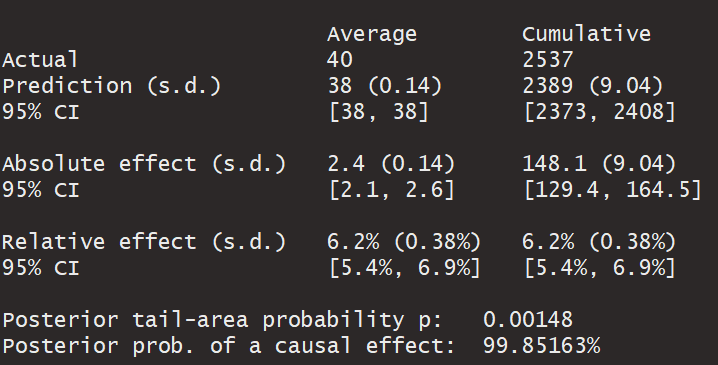 Average Cumulative
Actual 40 2537
Prediction (s.d.) 38 (0.14) 2389 (9.04)
95% CI [38, 38] [2373, 2408]
Absolute effect (s.d.) 2.4 (0.14) 148.1 (9.04)
95% CI [2.1, 2.6] [129.4, 164.5]
Relative effect (s.d.) 6.2% (0.38%) 6.2% (0.38%)
95% CI [5.4%, 6.9%] [5.4%, 6.9%]
Posterior tail-area probability p: 0.00148
Posterior prob. of a causal effect: 99.85163%